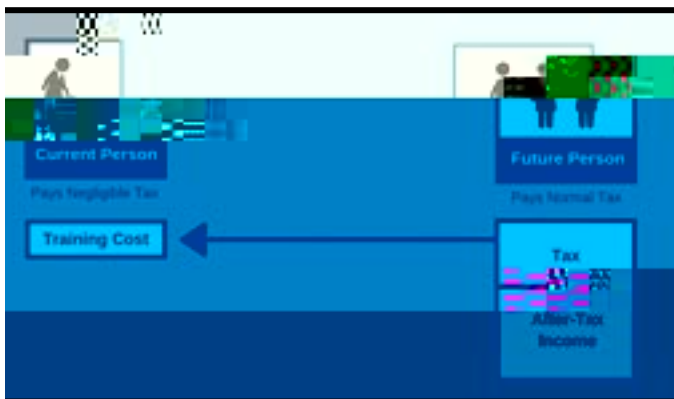 Current Person
Future Person
Pays Negligible Tax
Pays Normal Tax
Training Cost
Tax
After-Tax
Income